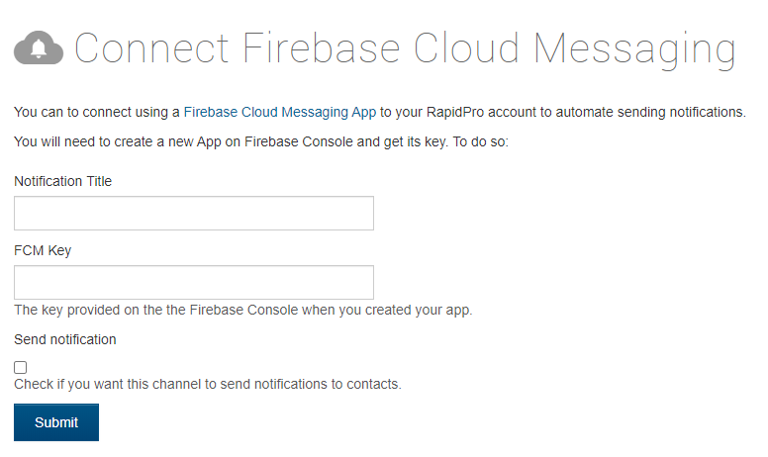 Connect Firebase Cloud Messaging
You can to connect using a Firebase Cloud Messaging App to your RapidPro account to automate sending notifications.
You will need to create a new App on Firebase Console and get its key. To do so:
Notification Title
FCM Key
The key provided on the the Firebase Console when you created your app.
Send notification
Check if you want this channel to send notifications to contacts.
Submit